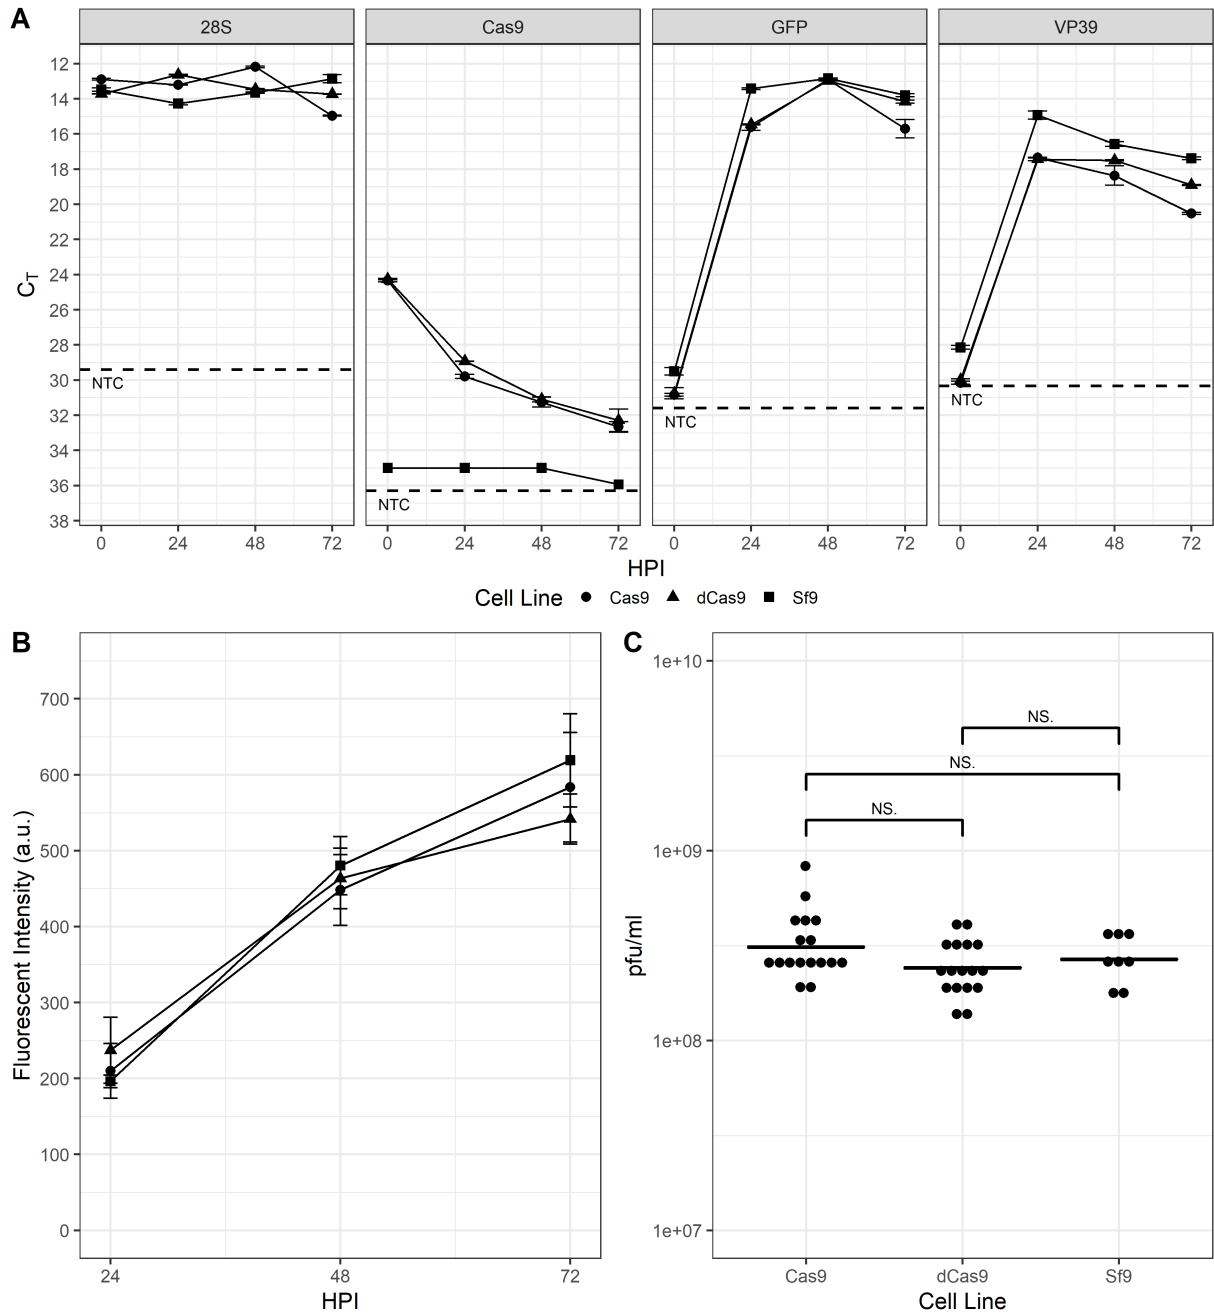 A
28S
Cas9
GFP
VP39
12
14
16
18
20
22
24
26
28
30
32
34
36
38
CT
NTC
NTC
NTC
NTC
0 24 48 72
0 24 48 72
0 24 48 72
0 24 48 72
HPI
Cell Line Cas9 dCas9 Sf9
B
700
600
500
400
300
200
100
0
Fluorescent Intensity (a.u.)
24 48 72
HPI
C
1e+10
1e+09
1e+08
1e+07
pfu/ml
NS.
NS.
NS.
Cas9 dCas9 Sf9
Cell Line